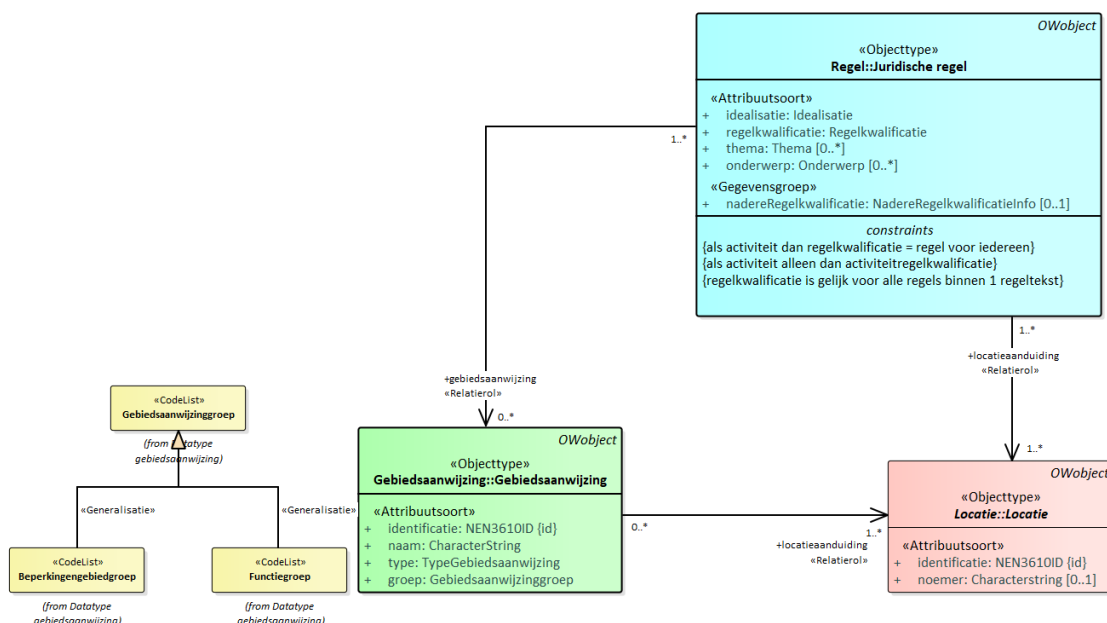 OWobject
«Objecttype»
Regel::Juridische regel
«Attribuutsoort»
+ idealisatie: Idealisatie
+ regelkwalificatie: Regelkwalificatie
+ thema: Thema [0..*]
+ onderwerp: Onderwerp [0..*]
«Gegevensgroep»
+ nadereRegelkwalificatie: NadereRegelkwalificatieInfo [0..1]
constraints
{als activiteit dan regelkwalificatie = regel voor iedereen}
{als activiteit alleen dan activiteitregelkwalificatie}
{regelkwalificatie is gelijk voor alle regels binnen 1 regeltekst}
1..*
+gebiedsaanwijzing
«Relatierol»
0..*
1..*
+locatieaanduiding
«Relatierol»
1..*
«CodeList»
Gebiedsaanwijzinggroep
(from Datatype
gebiedsaanwijzing)
«Generalisatie»
«Generalisatie»
«CodeList»
Beperkingengebiedgroep
(from Datatype
gebiedsaanwijzing)
«CodeList»
Functiegroep
(from Datatype
gebiedsaanwijzing)
OWobject
«Objecttype»
Gebiedsaanwijzing::Gebiedsaanwijzing
«Attribuutsoort»
+ identificatie: NEN3610ID {id}
+ naam: CharacterString
+ type: TypeGebiedsaanwijzing
+ groep: Gebiedsaanwijzinggroep
0..*
1..*
+locatieaanduiding
«Relatierol»
OWobject
«Objecttype»
Locatie::Locatie
«Attribuutsoort»
+ identificatie: NEN3610ID {id}
+ noemer: Characterstring [0..1]